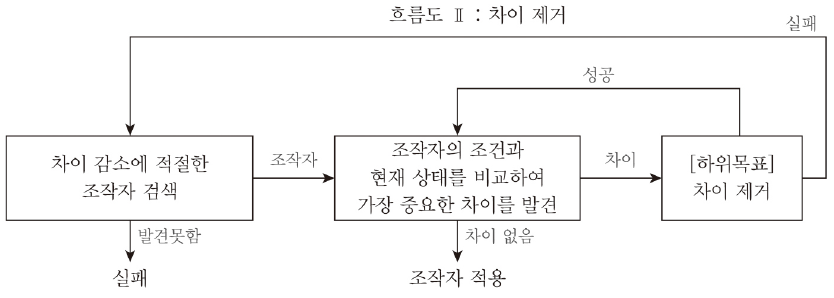 흐름도 Ⅱ : 차이 제거
실패
성공
차이 감소에 적절한
조작자 검색
조작자
조작자의 조건과
현재 상태를 비교하여
가장 중요한 차이를 발견
차이
[하위목표]
차이 제거
발견못함
차이 없음
실패
조작자 적용